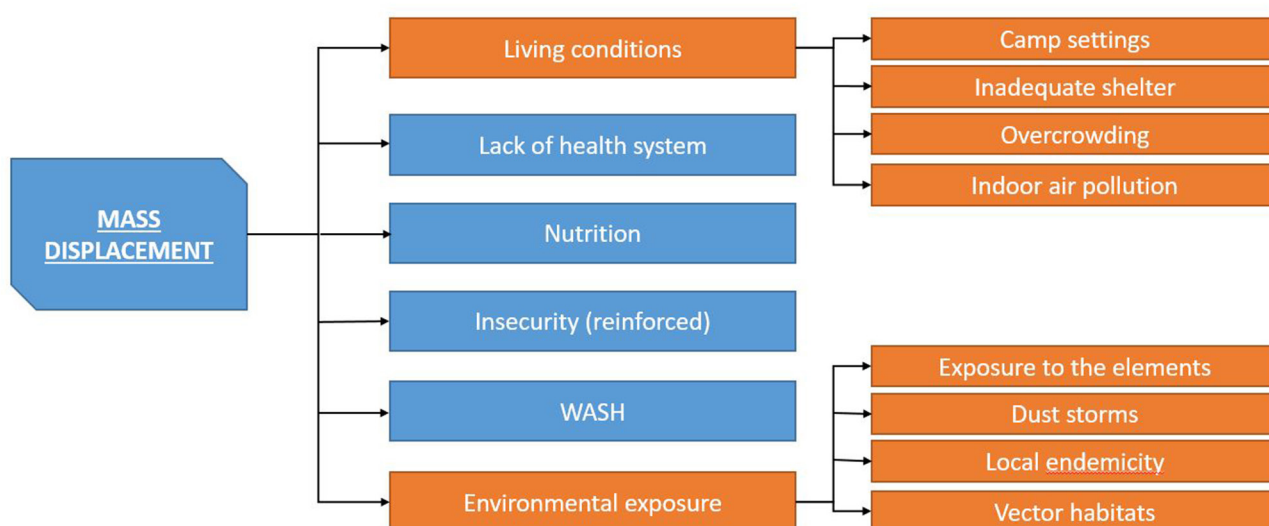 MASS
DISPLACEMENT
Living conditions
Lack of health system
Nutrition
Insecurity (reinforced)
WASH
Environmental exposure
Camp settings
Inadequate shelter
Overcrowding
Indoor air pollution
Exposure to the elements
Dust storms
Local endemicity
Vector habitats